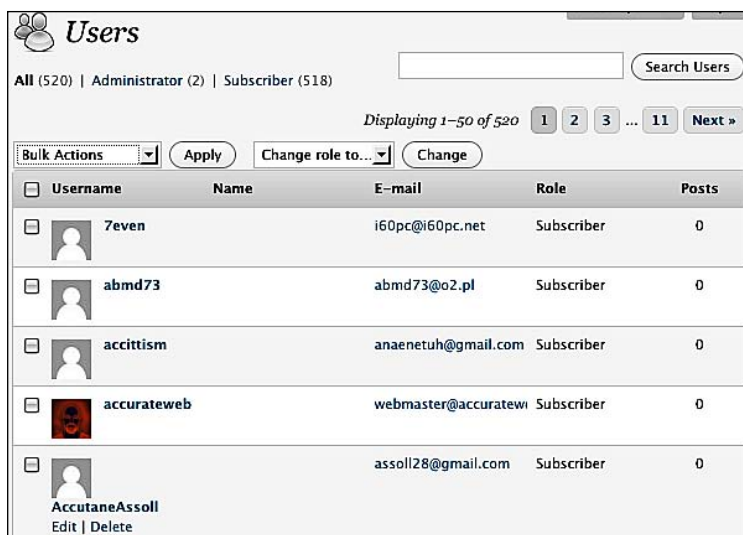 Users
Search Users
All (520) | Administrator (2) | Subscriber (518)
Displaying 1–50 of 520 1 2 3 ... 11 Next »
Bulk Actions Apply Change role to... Change
Username Name E-mail Role Posts
7even i60pc@i60pc.net Subscriber 0
abmd73 abmd73@o2.pl Subscriber 0
accittism anaenetuh@gmail.com Subscriber 0
accurateweb webmaster@accuratew Subscriber 0
assoll28@gmail.com Subscriber 0
AccutaneAssoll
Edit | Delete